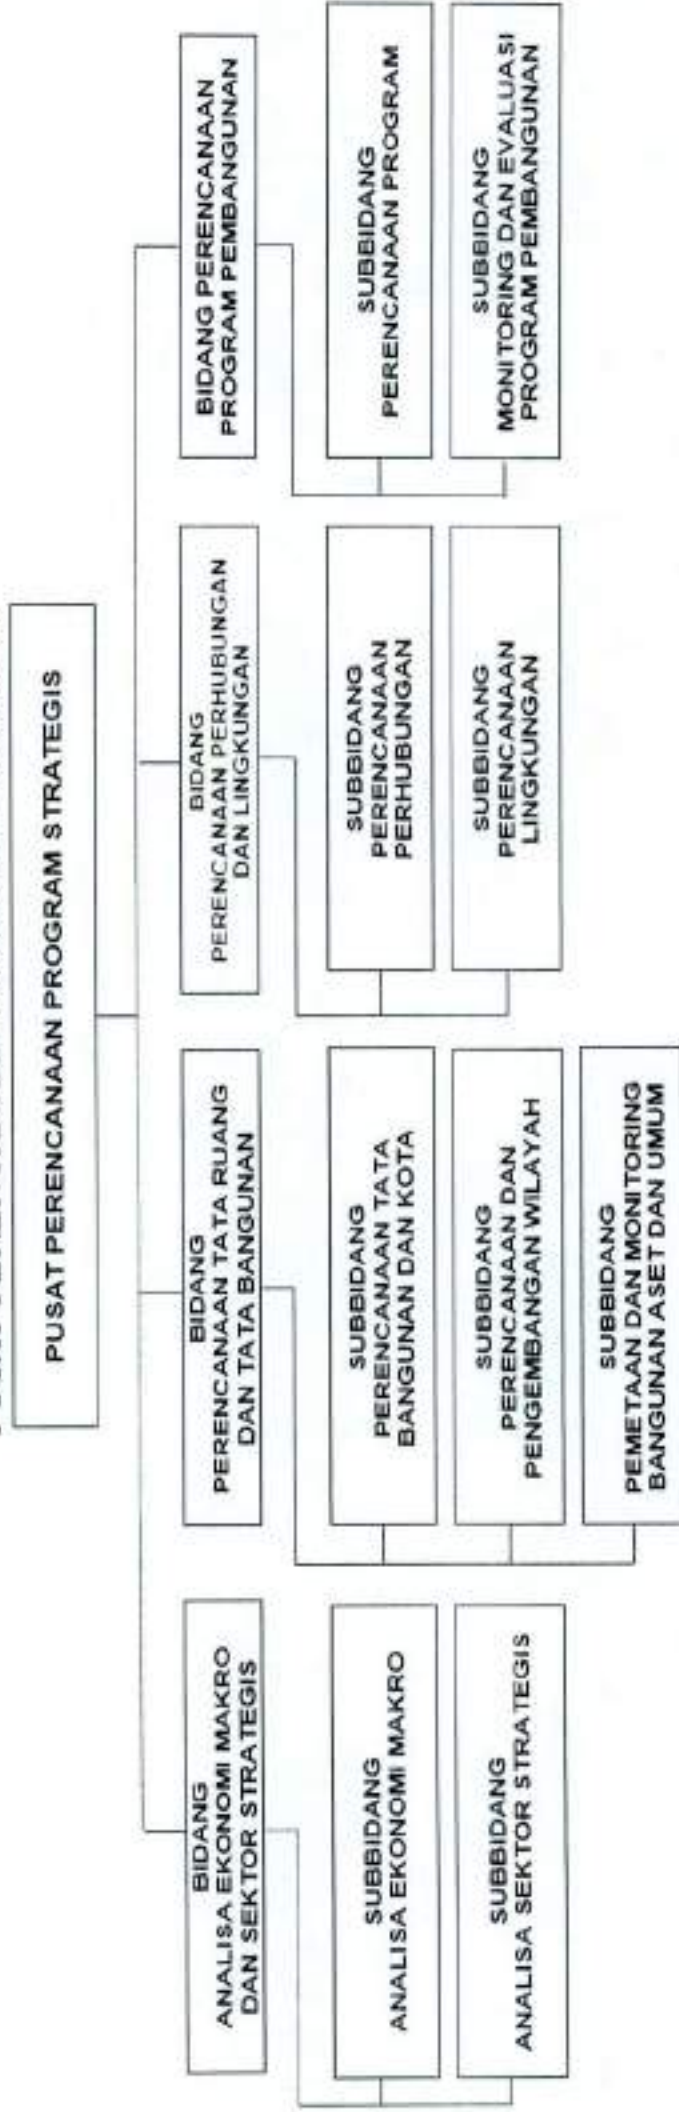 PUSAT PERENCANAAN PROGRAM STRATEGIS
BIDANG
ANALISA EKONOMI MAKRO
DAN SEKTOR STRATEGIS
SUBBIDANG
ANALISA EKONOMI MAKRO
SUBBIDANG
ANALISA SEKTOR STRATEGIS
BIDANG
PERENCANAAN TATA RUANG
DAN TATA BANGUNAN
SUBBIDANG
PERENCANAAN TATA
BANGUNAN DAN KOTA
SUBBIDANG
PERENCANAAN DAN
PENGEMBANGAN WILAYAH
SUBBIDANG
PEMETAAN DAN MONITORING
BANGUNAN ASET DAN UMUM
BIDANG
PERENCANAAN PERHUBUNGAN
DAN LINGKUNGAN
SUBBIDANG
PERENCANAAN
PERHUBUNGAN
SUBBIDANG
PERENCANAAN
LINGKUNGAN
BIDANG PERENCANAAN
PROGRAM PEMBANGUNAN
SUBBIDANG
PERENCANAAN PROGRAM
SUBBIDANG
MONITORING DAN EVALUASI
PROGRAM PEMBANGUNAN